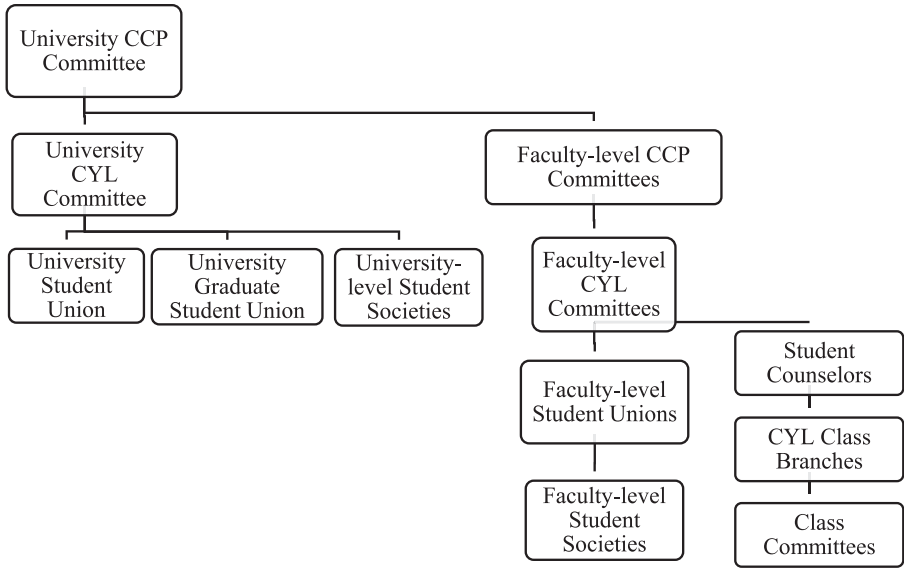 University CCP
Committee
University
CYL
Committee
Faculty-level CCP
Committees
University
Student
Union
University
Graduate
Student Union
University-
level Student
Societies
Faculty-level
CYL
Committees
Faculty-level
Student Unions
Faculty-level
Student
Societies
Student
Counselors
CYL Class
Branches
Class
Committees